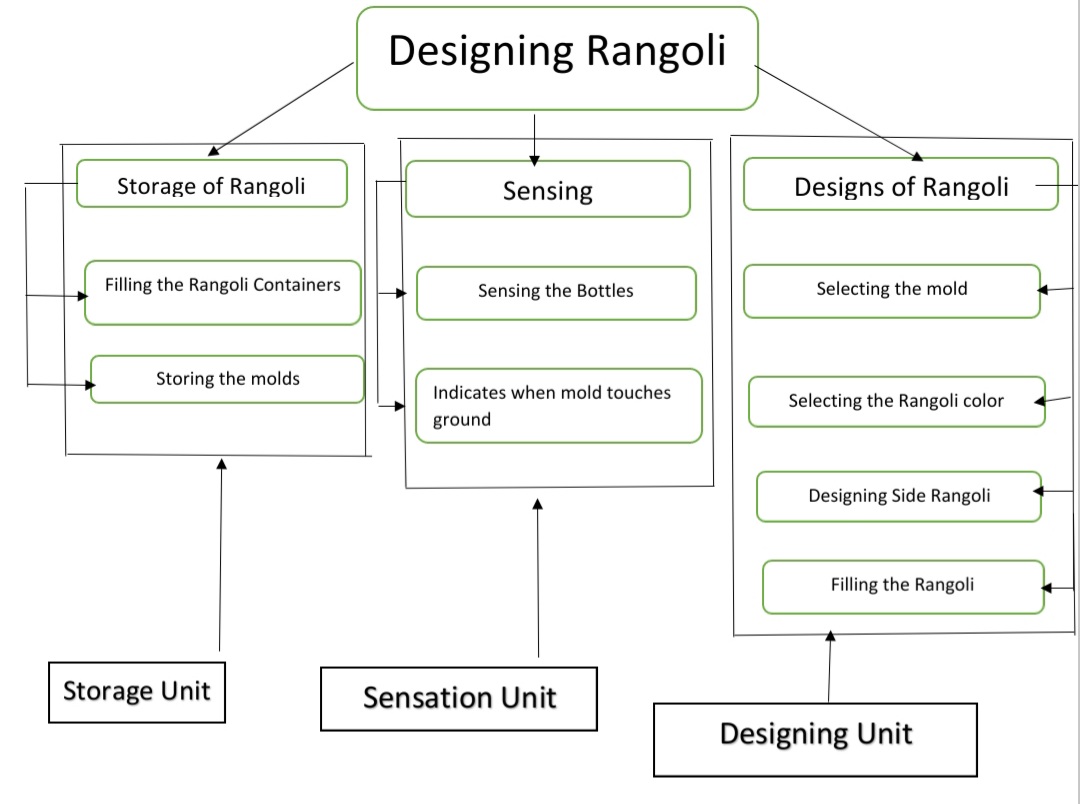 Designing Rangoli
Storage of Rangoli
Filling the Rangoli Containers
Storing the molds
Sensing
Sensing the Bottles
Indicates when mold touches
ground
Designs of Rangoli
Selecting the mold
Selecting the Rangoli color
Designing Side Rangoli
Filling the Rangoli
Storage Unit
Sensation Unit
Designing Unit